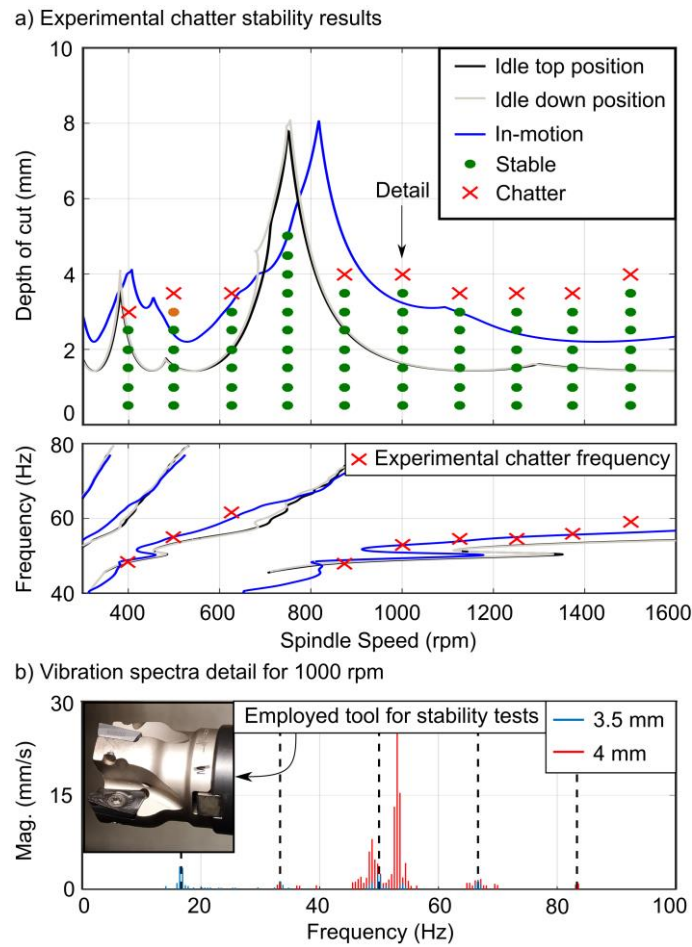 a) Experimental chatter stability results
10
8
6
4
2
0
Depth of cut (mm)
Idle top position
Idle down position
In-motion
Stable
Chatter
Detail
80
60
40
Frequency (Hz)
Experimental chatter frequency
400 600 800 1000 1200 1400 1600
Spindle Speed (rpm)
b) Vibration spectra detail for 1000 rpm
30
15
0
Mag. (mm/s)
Employed tool for stability tests
3.5 mm
4 mm
0 20 40 60 80 100
Frequency (Hz)